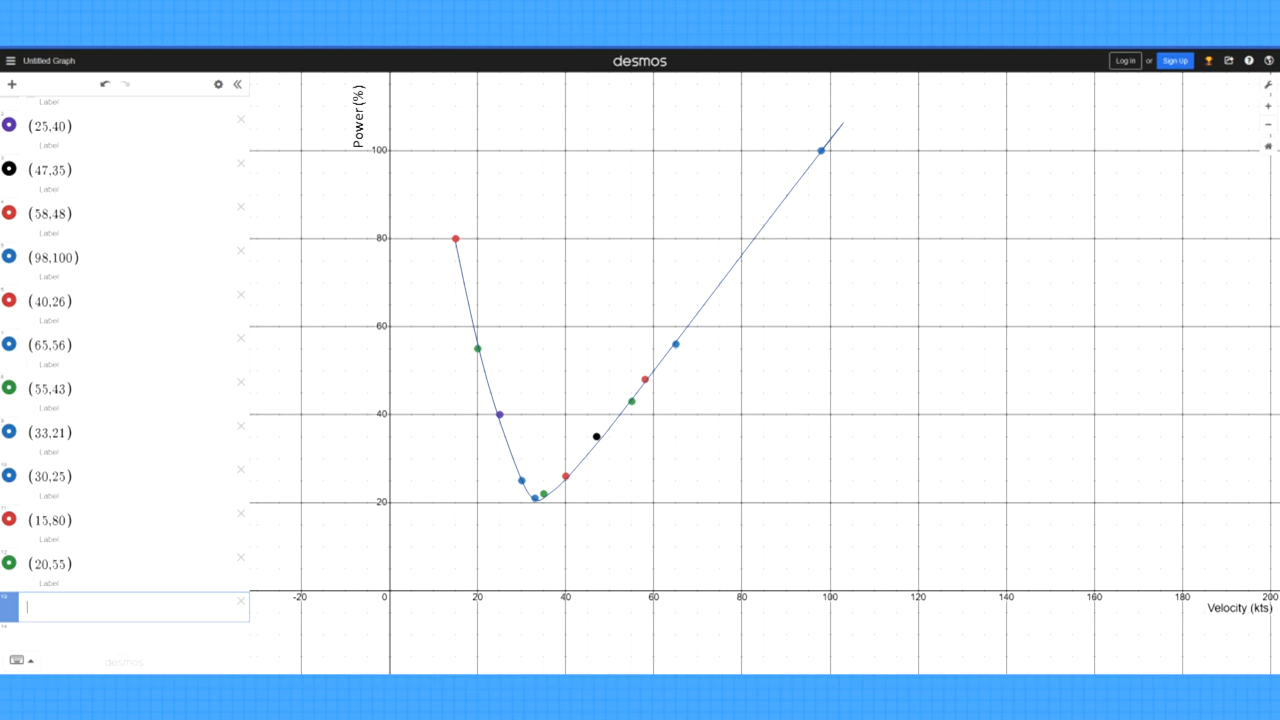 Untitled Graph
desmos
Log In or Sign Up
Label
(25,40)
Label
(47,35)
Label
(58,48)
Label
(98,100)
Label
(40,26)
Label
(65,56)
Label
(55,43)
Label
(33,21)
Label
(30,25)
Label
(15,80)
Label
(20,55)
Label
13
14
desmos
Power (%)
100
80
60
40
20
-20 0 20 40 60 80 100 120 140 160 180 200
Velocity (kts)